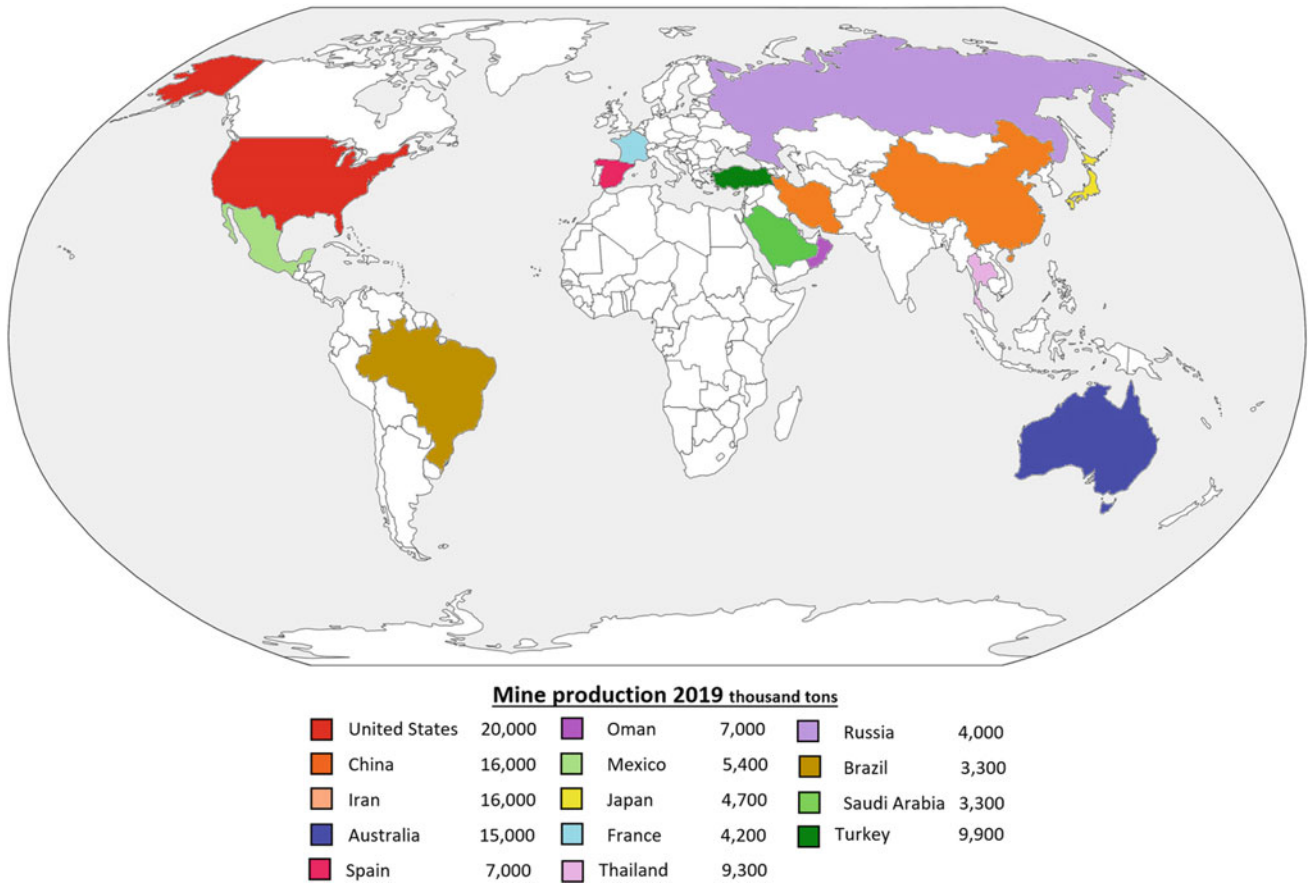 Mine production 2019 thousand tons
United States 20,000 Oman 7,000 Russia 4,000
China 16,000 Mexico 5,400 Brazil 3,300
Iran 16,000 Japan 4,700 Saudi Arabia 3,300
Australia 15,000 France 4,200 Turkey 9,900
Spain 7,000 Thailand 9,300